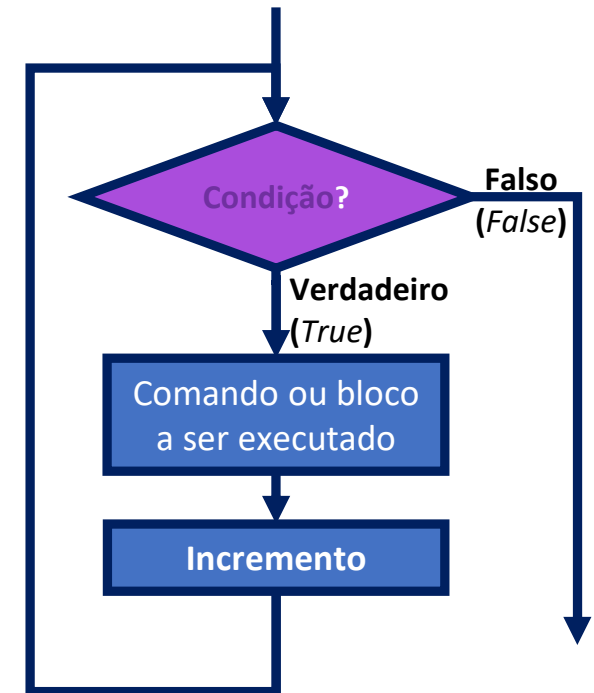 Condição?
Falso
(False)
Verdadeiro
(True)
Comando ou bloco
a ser executado
Incremento